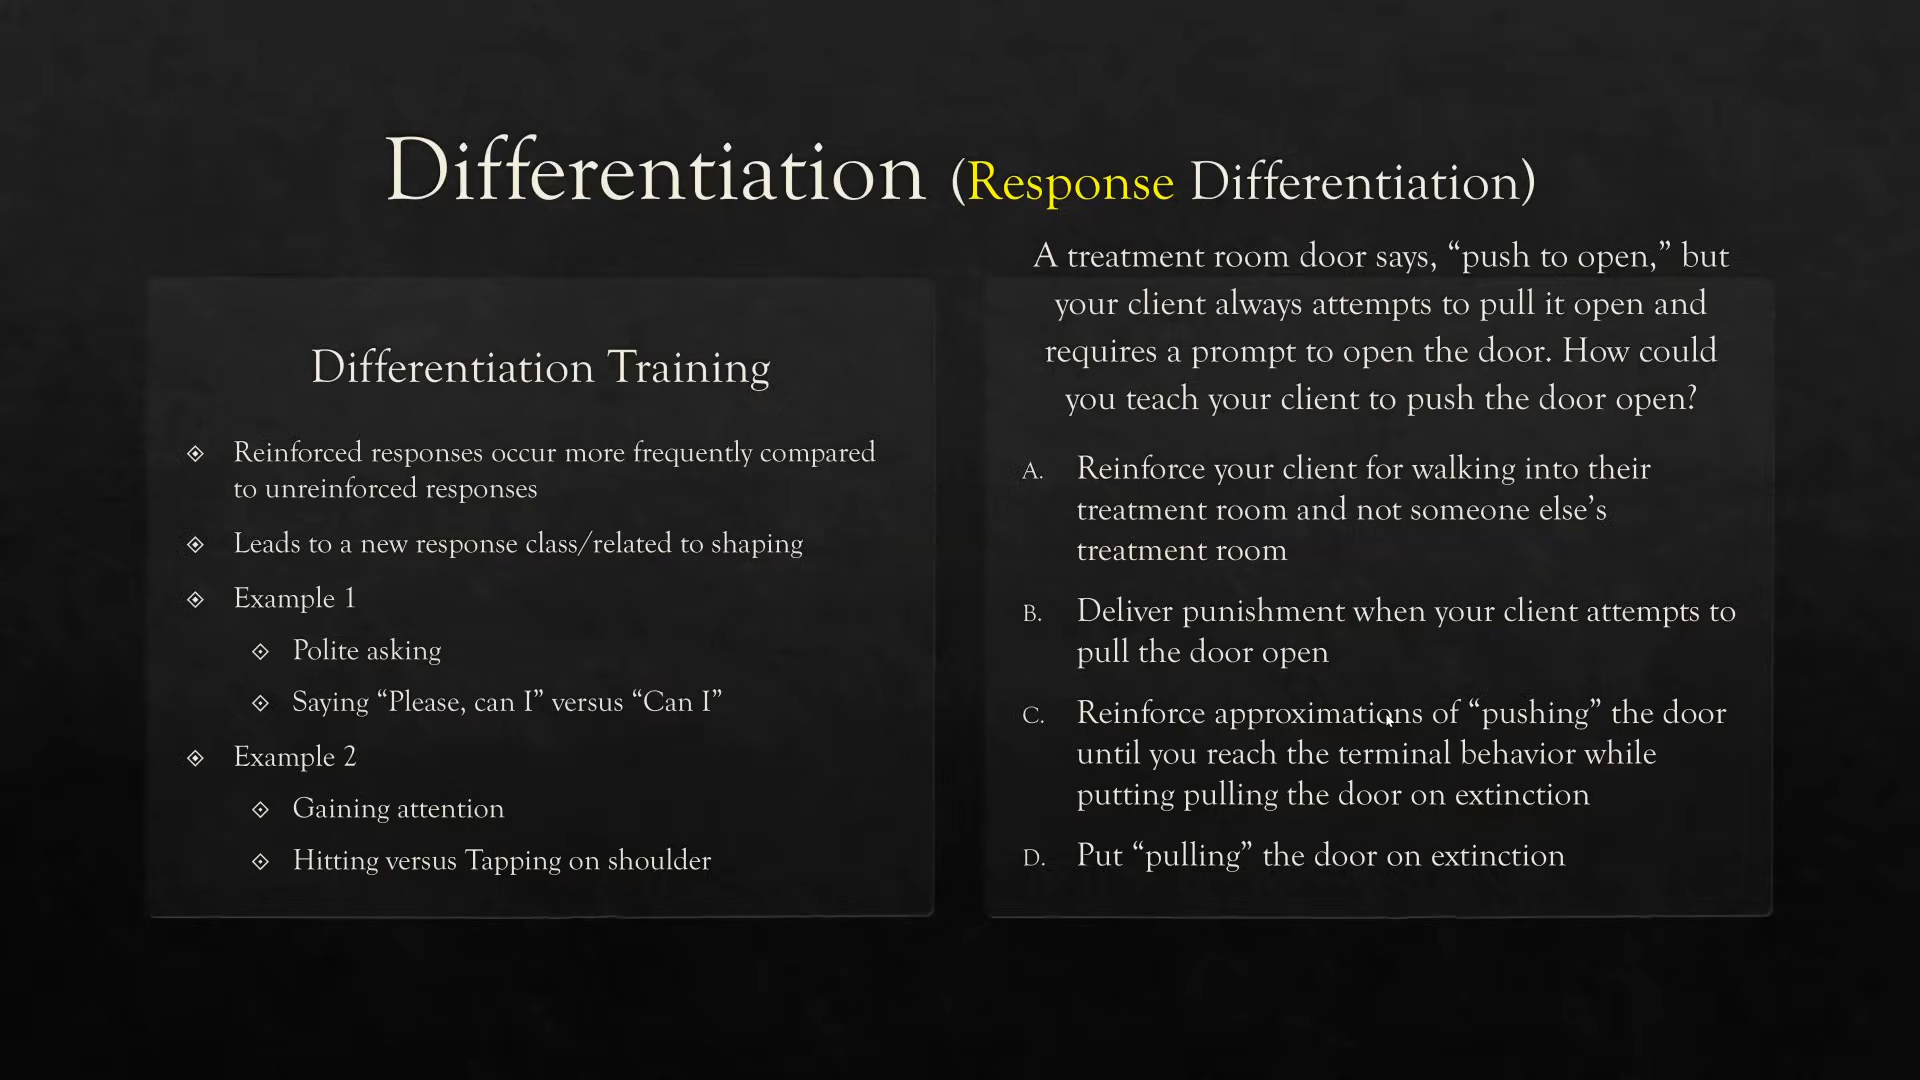 Differentiation (Response Differentiation)
Differentiation Training
Reinforced responses occur more frequently compared
to unreinforced responses
Leads to a new response class/related to shaping
Example 1
Polite asking
Saying “Please, can I” versus “Can I”
Example 2
Gaining attention
Hitting versus Tapping on shoulder
A treatment room door says, “push to open,” but
your client always attempts to pull it open and
requires a prompt to open the door. How could
you teach your client to push the door open?
A. Reinforce your client for walking into their
treatment room and not someone else’s
treatment room
B. Deliver punishment when your client attempts to
pull the door open
C. Reinforce approximations of “pushing” the door
until you reach the terminal behavior while
putting pulling the door on extinction
D. Put “pulling” the door on extinction